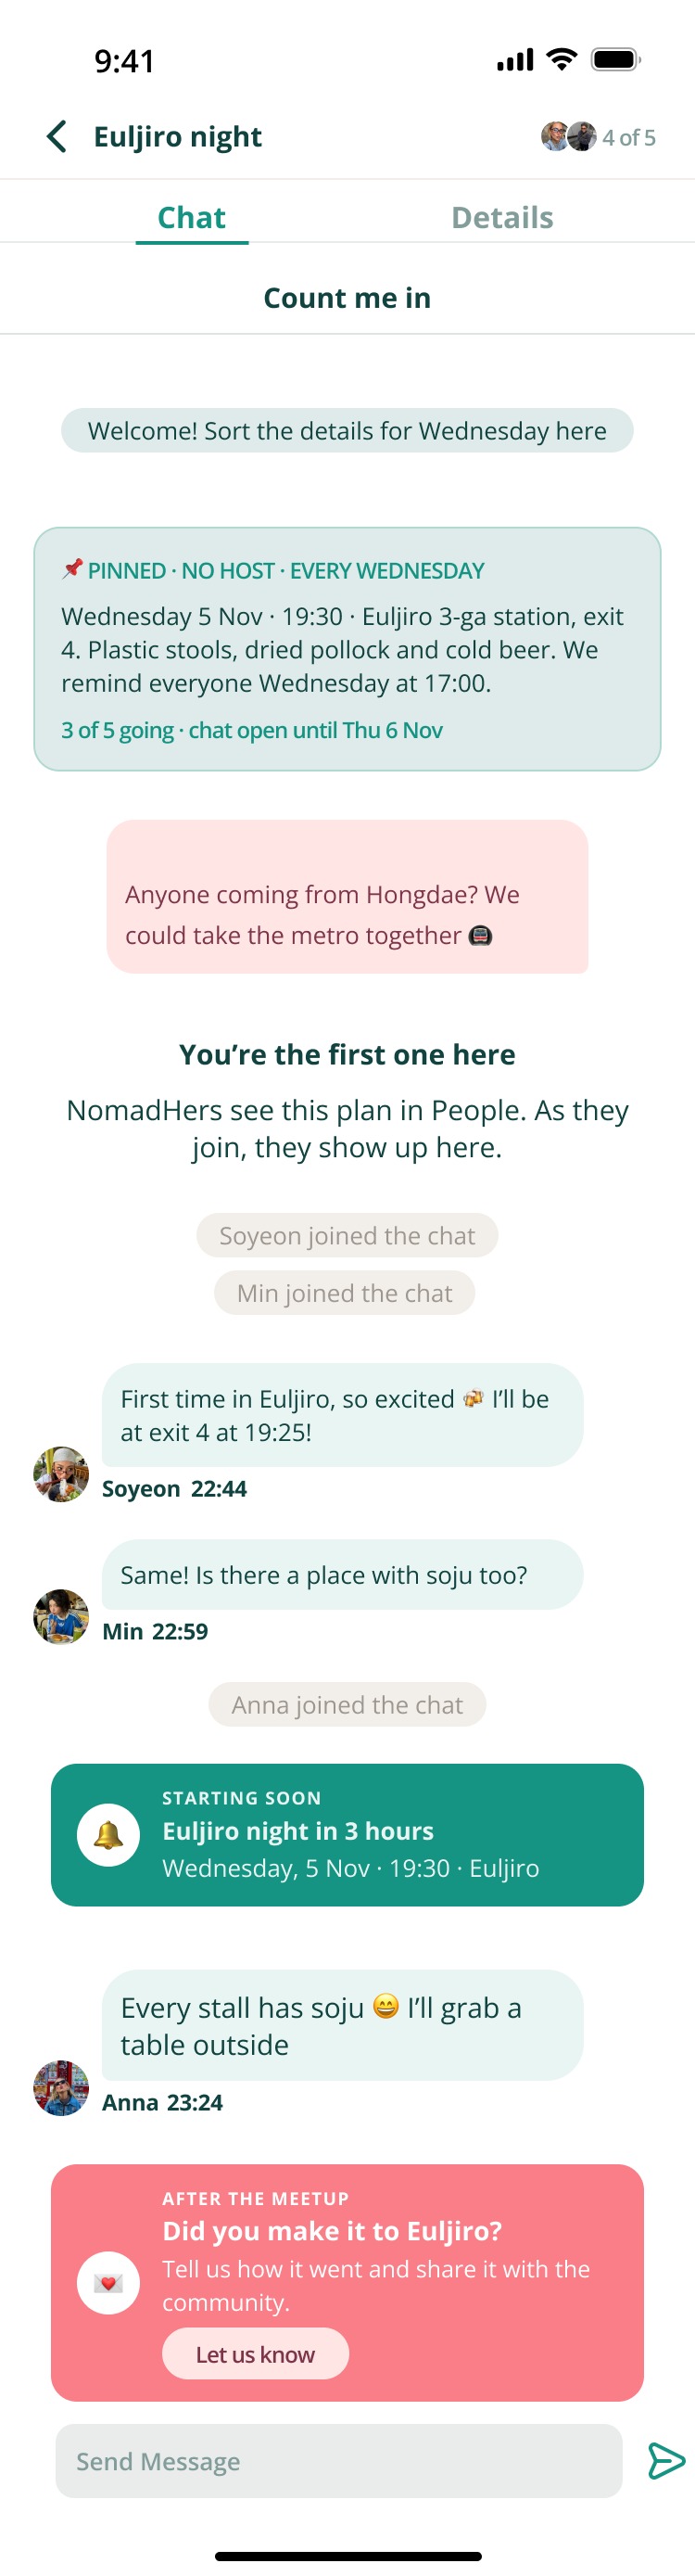 9:41
Euljiro night
4 of 5
Chat
Details
Count me in
Welcome! Sort the details for Wednesday here
📌 PINNED · NO HOST · EVERY WEDNESDAY
Wednesday 5 Nov · 19:30 · Euljiro 3-ga station, exit
4. Plastic stools, dried pollock and cold beer. We
remind everyone Wednesday at 17:00.
3 of 5 going · chat open until Thu 6 Nov
Anyone coming from Hongdae? We
could take the metro together 🚇
You’re the first one here
NomadHers see this plan in People. As they
join, they show up here.
Soyeon joined the chat
Min joined the chat
First time in Euljiro, so excited 🍻 I’ll be
at exit 4 at 19:25!
Soyeon 22:44
Same! Is there a place with soju too?
Min 22:59
Anna joined the chat
STARTING SOON
Euljiro night in 3 hours
Wednesday, 5 Nov · 19:30 · Euljiro
Every stall has soju 😄 I’ll grab a
table outside
Anna 23:24
AFTER THE MEETUP
Did you make it to Euljiro?
Tell us how it went and share it with the
community.
Let us know
Send Message